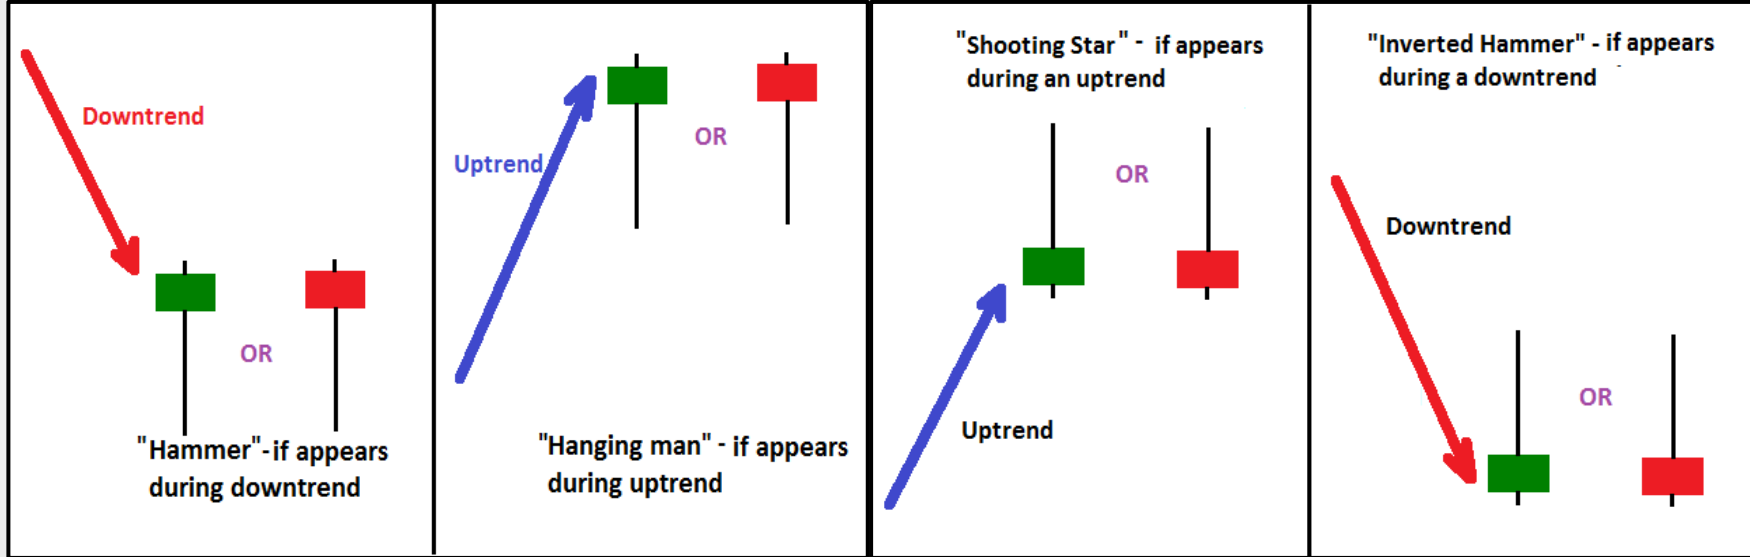 Downtrend
OR
"Hammer"-if appears
during downtrend
Uptrend
OR
"Hanging man" - if appears
during uptrend
"Shooting Star" - if appears
during an uptrend
OR
Uptrend
"Inverted Hammer" - if appears
during a downtrend
Downtrend
OR